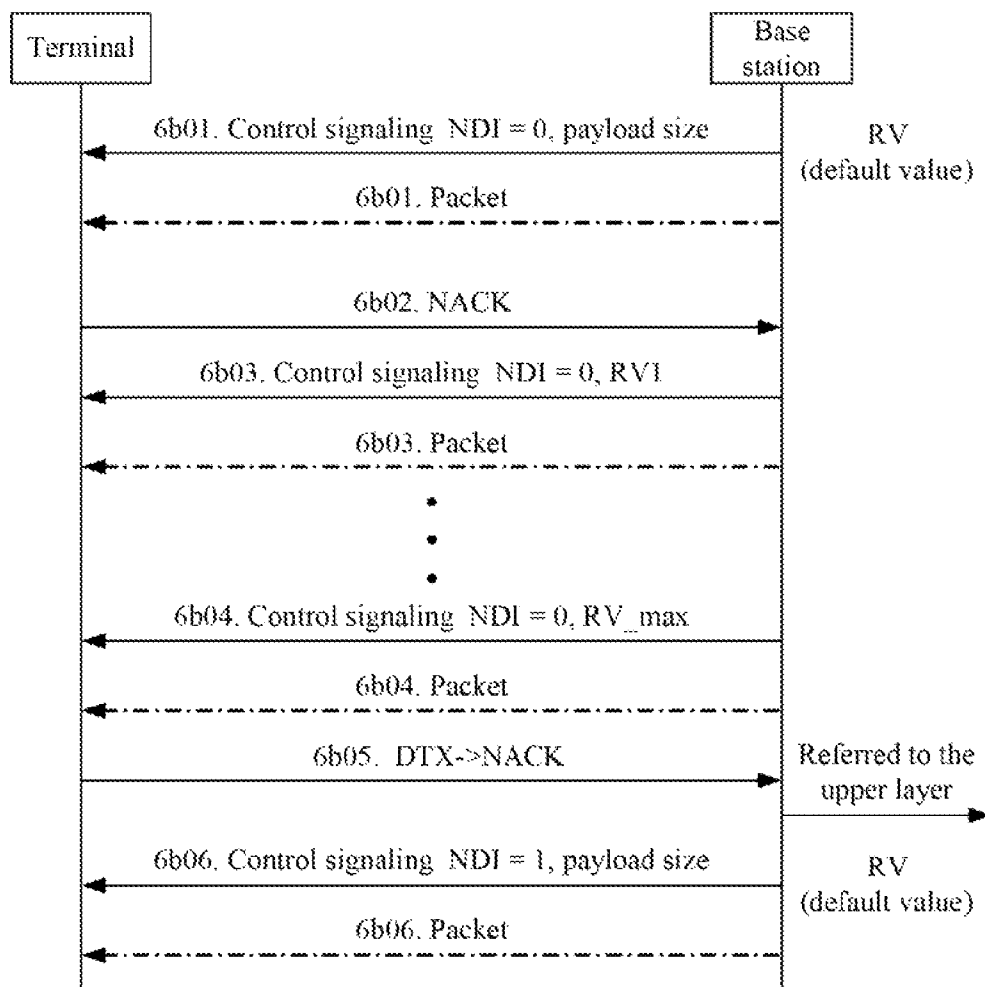 Terminal
Base
station
6b01. Control signaling NDI = 0, payload size
RV
(default value)
6b01. Packet
6b02. NACK
6b03. Control signaling NDI = 0, RV1
6b03. Packet
6b04. Control signaling NDI = 0, RV_max
6b04. Packet
6b05. DTX->NACK
Referred to the
upper layer
6b06. Control signaling NDI = 1, payload size
RV
(default value)
6b06. Packet